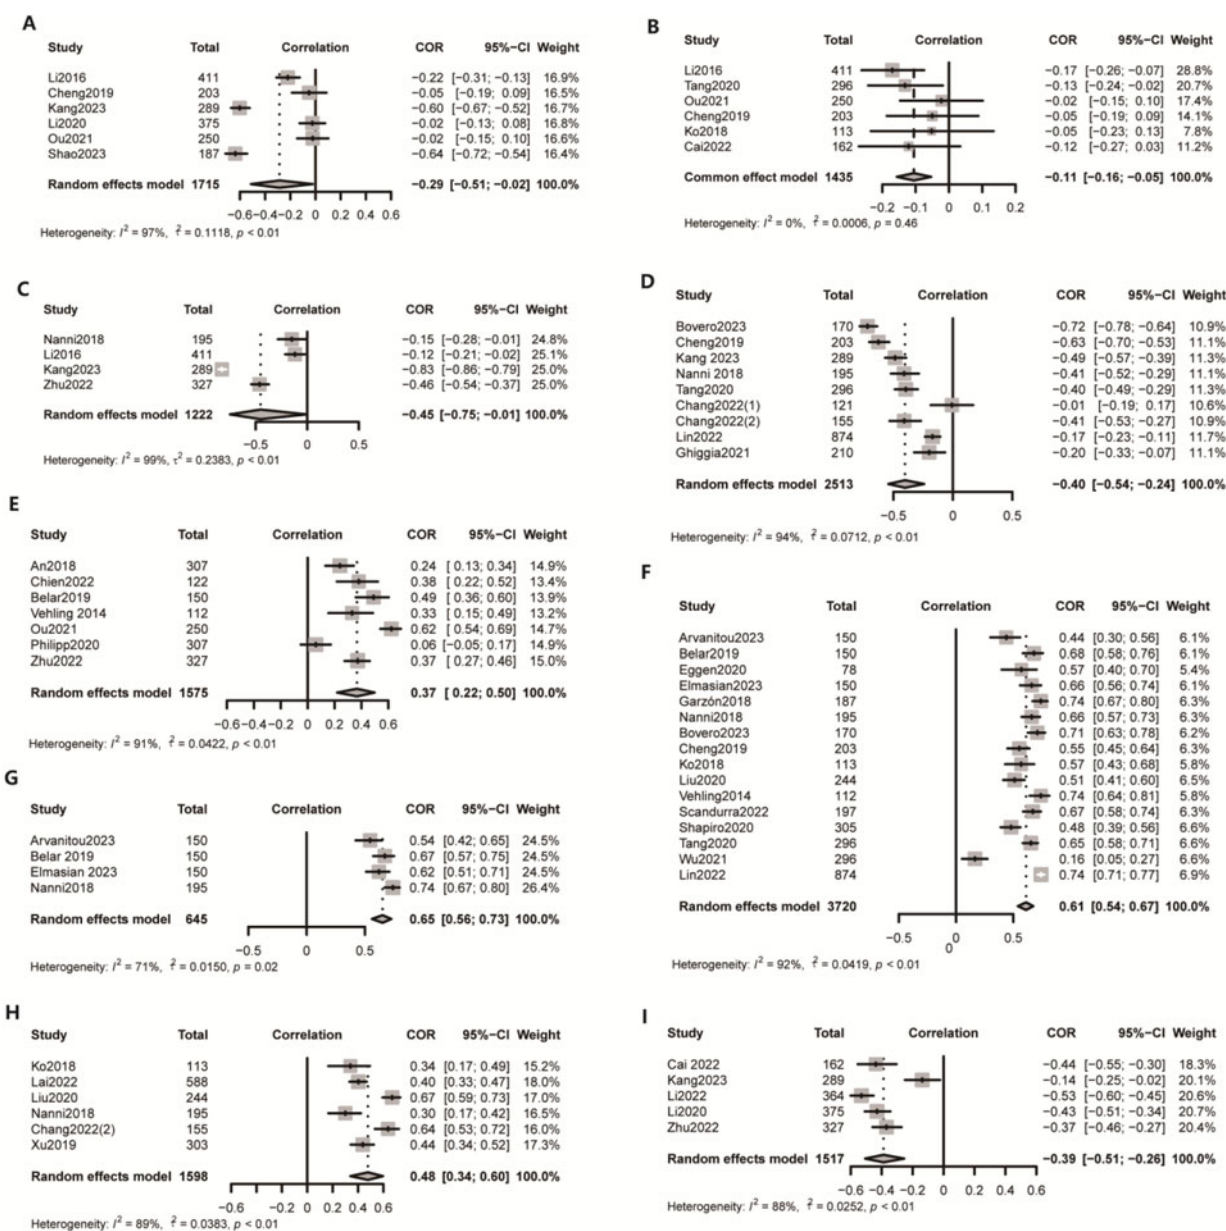 A
Study Total Correlation COR 95%−CI Weight
Li2016 411 −0.22 [−0.31; −0.13) 16.9%
Cheng2019 203 −0.05 [−0.19; 0.09] 16.5%
Kang2023 289 −0.60 [−0.67; −0.52] 16.7%
Li2020 375 −0.02 [−0.13; 0.08] 16.8%
Ou2021 250 −0.02 [−0.15; 0.10] 16.6%
Shao2023 187 −0.64 [−0.72; −0.54] 16.4%
Random effects model 1715 −0.29 [−0.51; −0.02] 100.0%
−0.6−0.4−0.2 0 0.2 0.4 0.6
Heterogeneity: I² = 97%, τ² = 0.1118, p < 0.01
B
Study Total Correlation COR 95%−CI Weight
Li2016 411 −0.17 [−0.26; −0.07] 28.8%
Tang2020 296 −0.13 [−0.24; −0.02] 20.7%
Ou2021 250 −0.02 [−0.15; 0.10] 17.4%
Cheng2019 203 −0.05 [−0.19; 0.09] 14.1%
Ko2018 113 −0.05 [−0.23; 0.13] 7.8%
Cai2022 162 −0.12 [−0.27; 0.03] 11.2%
Common effect model 1435 −0.11 [−0.16; −0.05] 100.0%
−0.2 −0.1 0 0.1 0.2
Heterogeneity: I² = 0%, τ² = 0.0006, p = 0.46
C
Study Total Correlation COR 95%−CI Weight
Nanni2018 195 −0.15 [−0.28; −0.01] 24.8%
Li2016 411 −0.12 [−0.21; −0.02] 25.1%
Kang2023 289 −0.83 [−0.86; −0.79] 25.0%
Zhu2022 327 −0.46 [−0.54; −0.37] 25.0%
Random effects model 1222 −0.45 [−0.75; −0.01] 100.0%
−0.5 0 0.5
Heterogeneity: I² = 99%, τ² = 0.2383, p < 0.01
D
Study Total Correlation COR 95%−CI Weight
Bovero2023 170 −0.72 [−0.78; −0.64] 10.9%
Cheng2019 203 −0.63 [−0.70; −0.53] 11.1%
Kang 2023 289 −0.49 [−0.57; −0.39] 11.3%
Nanni 2018 195 −0.41 [−0.52; −0.29] 11.1%
Tang2020 296 −0.40 [−0.49; −0.29] 11.3%
Chang2022(1) 121 −0.01 [−0.19; 0.17] 10.6%
Chang2022(2) 155 −0.41 [−0.53; −0.27] 10.9%
Lin2022 874 −0.17 [−0.23; −0.11] 11.7%
Ghiggia2021 210 −0.20 [−0.33; −0.07] 11.1%
Random effects model 2513 −0.40 [−0.54; −0.24] 100.0%
−0.5 0 0.5
Heterogeneity: I² = 94%, τ² = 0.0712, p < 0.01
E
Study Total Correlation COR 95%−CI Weight
An2018 307 0.24 [ 0.13; 0.34] 14.9%
Chien2022 122 0.38 [ 0.22; 0.52] 13.4%
Belar2019 150 0.49 [ 0.36; 0.60] 13.9%
Vehling 2014 112 0.33 [ 0.15; 0.49] 13.2%
Ou2021 250 0.62 [ 0.54; 0.69] 14.7%
Philipp2020 307 0.06 [−0.05; 0.17] 14.9%
Zhu2022 327 0.37 [ 0.27; 0.46] 15.0%
Random effects model 1575 0.37 [ 0.22; 0.50] 100.0%
−0.6−0.4−0.2 0 0.2 0.4 0.6
Heterogeneity: I² = 91%, τ² = 0.0422, p < 0.01
F
Study Total Correlation COR 95%−CI Weight
Arvanitou2023 150 0.44 [0.30; 0.56] 6.1%
Belar2019 150 0.68 [0.58; 0.76] 6.1%
Eggen2020 78 0.57 [0.40; 0.70] 5.4%
Elmasian2023 150 0.66 [0.56; 0.74] 6.1%
Garzón2018 187 0.74 [0.67; 0.80] 6.3%
Nanni2018 195 0.66 [0.57; 0.73] 6.3%
Bovero2023 170 0.71 [0.63; 0.78] 6.2%
Cheng2019 203 0.55 [0.45; 0.64] 6.3%
Ko2018 113 0.57 [0.43; 0.68] 5.8%
Liu2020 244 0.51 [0.41; 0.60] 6.5%
Vehling2014 112 0.74 [0.64; 0.81] 5.8%
Scandurra2022 197 0.67 [0.58; 0.74] 6.3%
Shapiro2020 305 0.48 [0.39; 0.56] 6.6%
Tang2020 296 0.65 [0.58; 0.71] 6.6%
Wu2021 296 0.16 [0.05; 0.27] 6.6%
Lin2022 874 0.74 [0.71; 0.77] 6.9%
Random effects model 3720 0.61 [0.54; 0.67] 100.0%
−0.5 0 0.5
Heterogeneity: I² = 92%, τ² = 0.0419, p < 0.01
G
Study Total Correlation COR 95%−CI Weight
Arvanitou2023 150 0.54 [0.42; 0.65] 24.5%
Belar 2019 150 0.67 [0.57; 0.75] 24.5%
Elmasian 2023 150 0.62 [0.51; 0.71] 24.5%
Nanni2018 195 0.74 [0.67; 0.80] 26.4%
Random effects model 645 0.65 [0.56; 0.73] 100.0%
−0.5 0 0.5
Heterogeneity: I² = 71%, τ² = 0.0150, p = 0.02
H
Study Total Correlation COR 95%−CI Weight
Ko2018 113 0.34 [0.17; 0.49] 15.2%
Lai2022 588 0.40 [0.33; 0.47] 18.0%
Liu2020 244 0.67 [0.59; 0.73] 17.0%
Nanni2018 195 0.30 [0.17; 0.42] 16.5%
Chang2022(2) 155 0.64 [0.53; 0.72] 16.0%
Xu2019 303 0.44 [0.34; 0.52] 17.3%
Random effects model 1598 0.48 [0.34; 0.60] 100.0%
−0.6−0.4−0.2 0 0.2 0.4 0.6
Heterogeneity: I² = 89%, τ² = 0.0383, p < 0.01
I
Study Total Correlation COR 95%−CI Weight
Cai 2022 162 −0.44 [−0.55; −0.30] 18.3%
Kang2023 289 −0.14 [−0.25; −0.02] 20.1%
Li2022 364 −0.53 [−0.60; −0.45] 20.6%
Li2020 375 −0.43 [−0.51; −0.34] 20.7%
Zhu2022 327 −0.37 [−0.46; −0.27] 20.4%
Random effects model 1517 −0.39 [−0.51; −0.26] 100.0%
−0.6 −0.4 −0.2 0 0.2 0.4 0.6
Heterogeneity: I² = 88%, τ² = 0.0252, p < 0.01